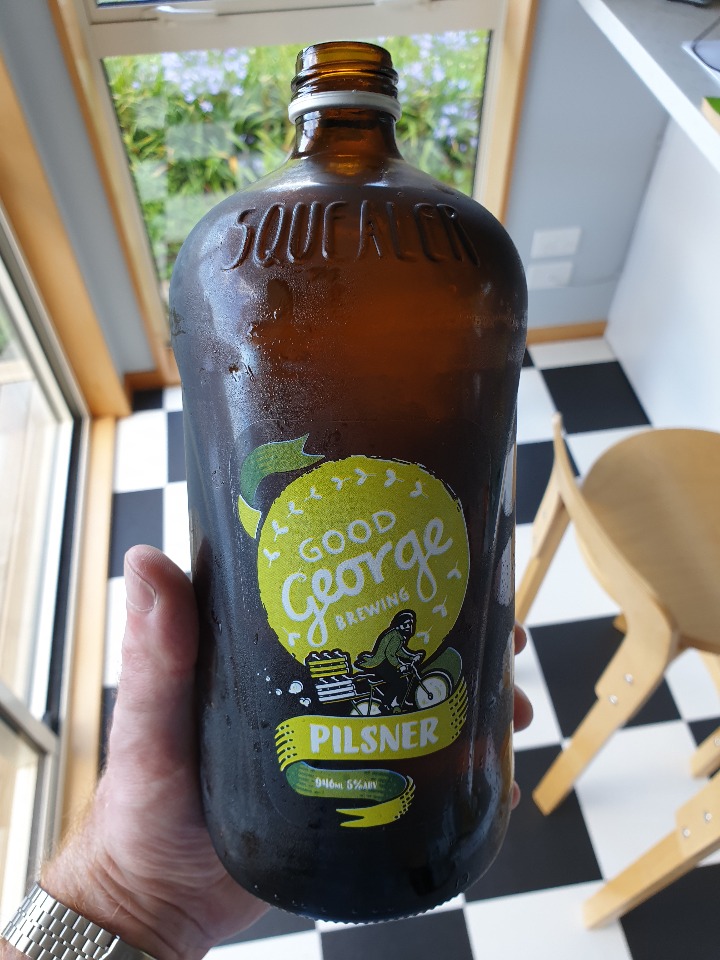 SQUEALER
GOOD
George
BREWING
PILSNER
946ML 5%ABV